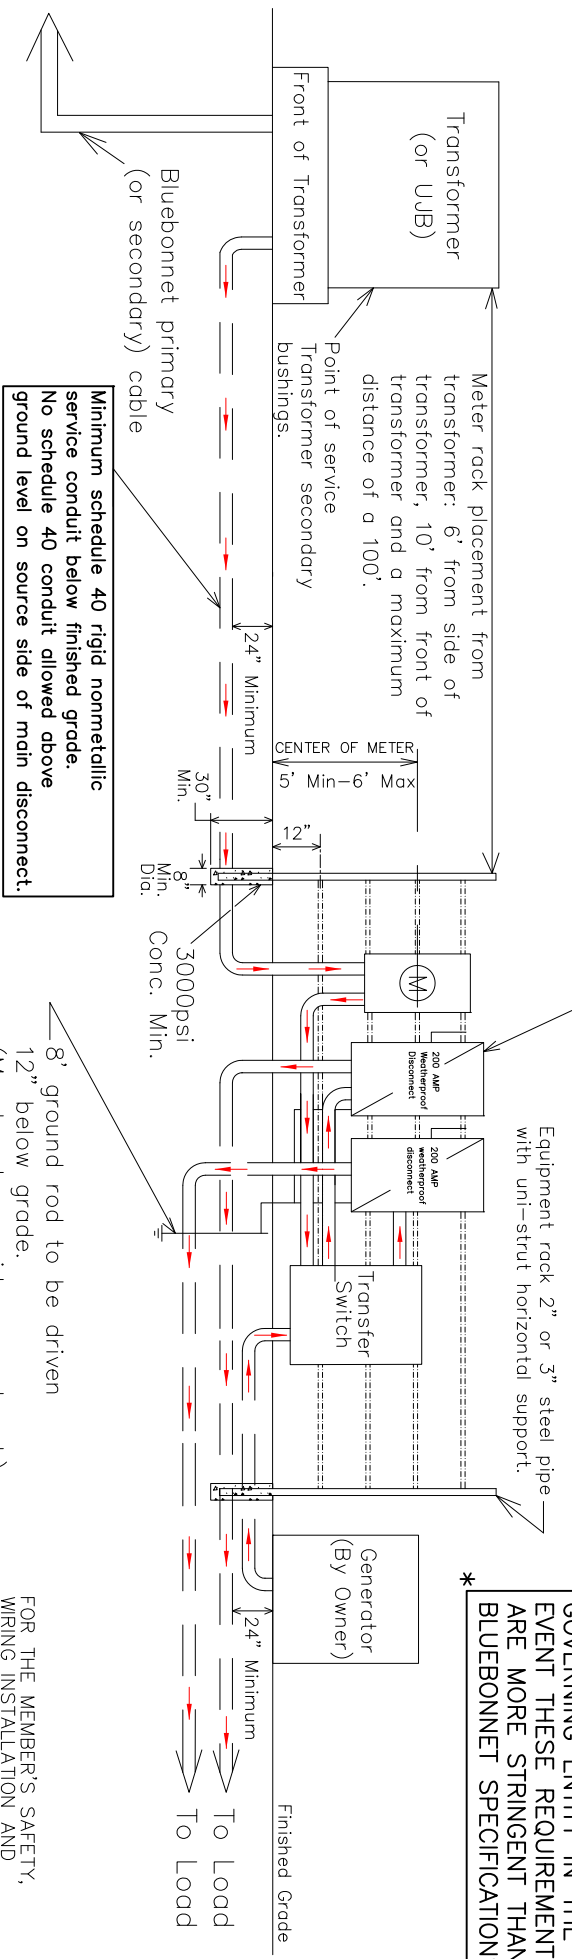 Transformer
(or UJB)
Front of Transformer
Bluebonnet primary
(or secondary) cable
Point of service
Transformer secondary
bushings.
Meter rack placement from
transformer: 6' from side of
transformer, 10' from front of
transformer and a maximum
distance of a 100'.
Minimum schedule 40 rigid nonmetallic
service conduit below finished grade.
No schedule 40 conduit allowed above
ground level on source side of main disconnect.
24" Minimum
CENTER OF METER
5' Min-6' Max
12"
30"
Min.
8"
Min.
Dia.
3000psi
Conc. Min.
M
200 AMP
Weatherproof
Disconnect
200 AMP
weatherproof
disconnect
Equipment rack 2" or 3" steel pipe
with uni-strut horizontal support.
8' ground rod to be driven
12" below grade.
Transfer
Switch
Generator
(By Owner)
24" Minimum
To Load
To Load
Finished Grade
*
GOVERNING ENTITY IN THE
EVENT THESE REQUIREMENT
ARE MORE STRINGENT THAN
BLUEBONNET SPECIFICATION
FOR THE MEMBER'S SAFETY,
WIRING INSTALLATION AND